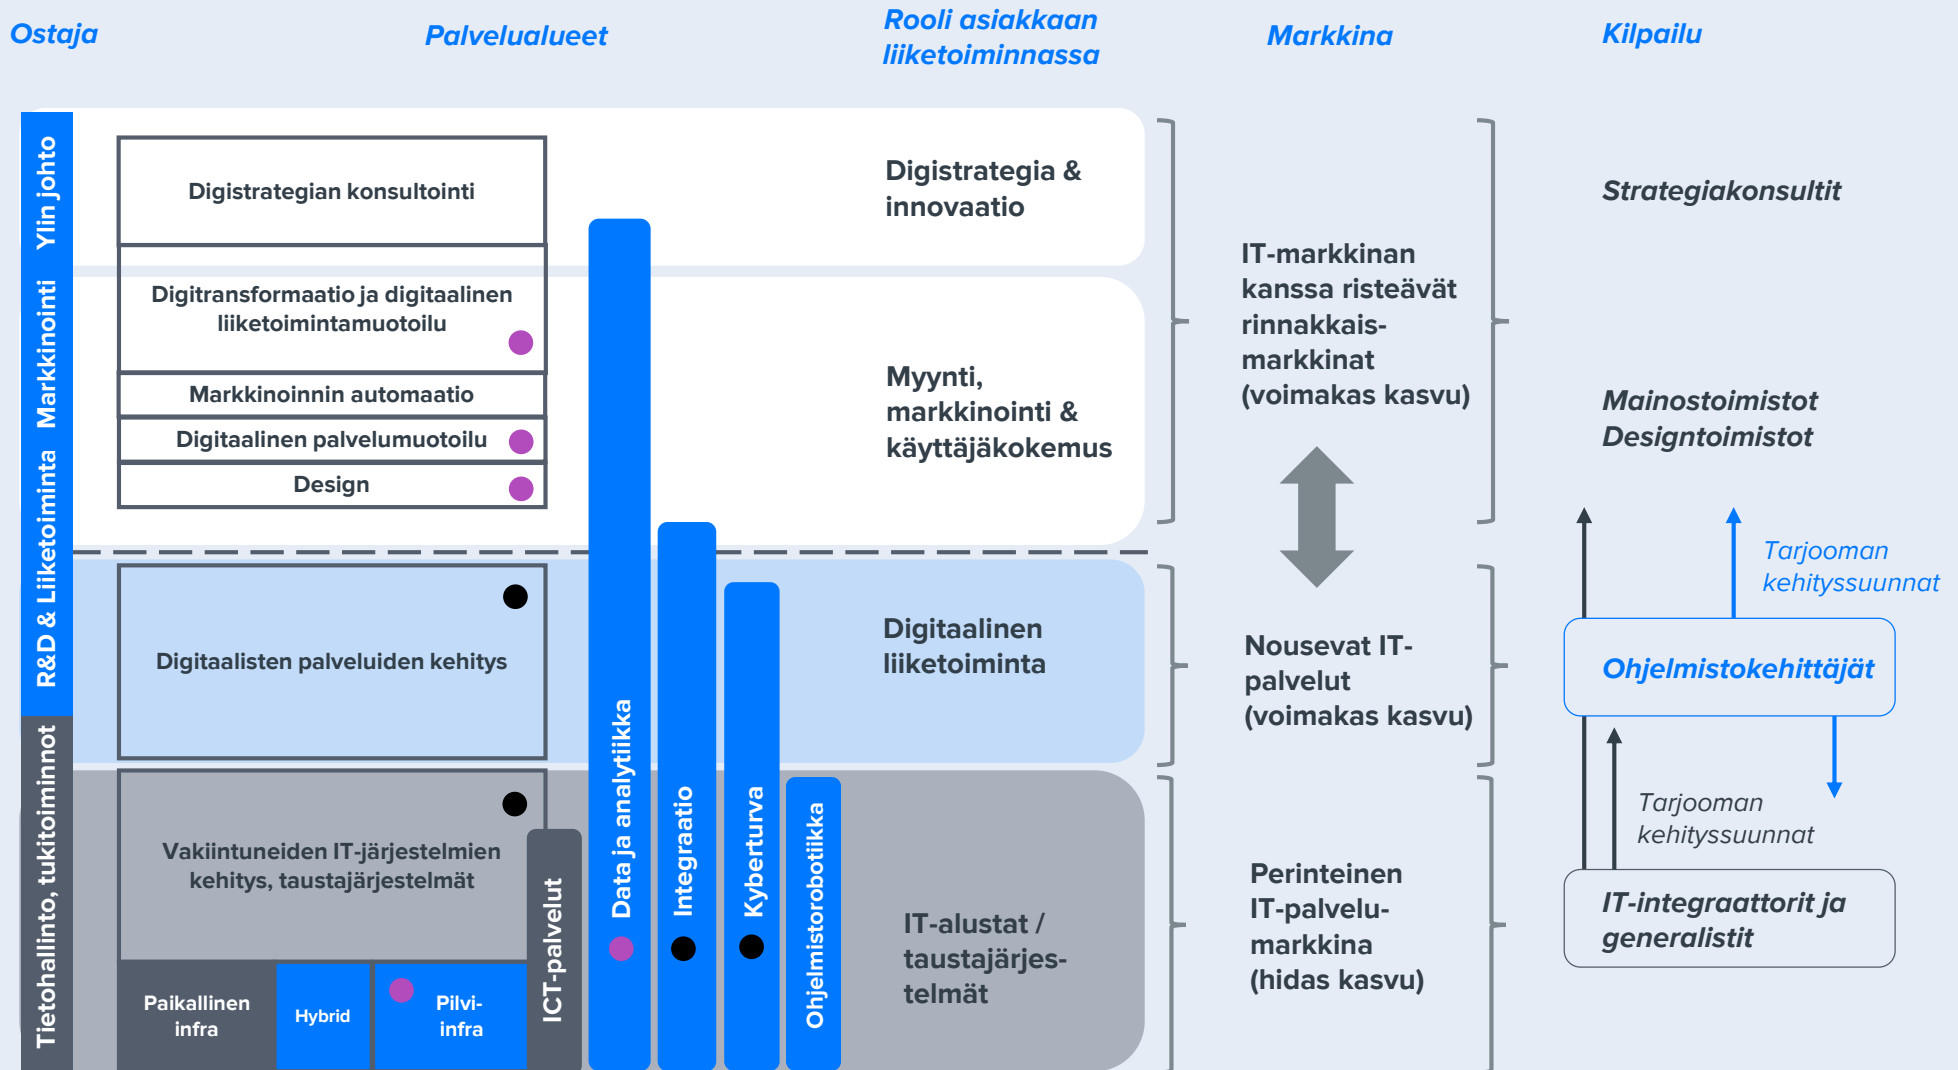 Ostaja
Palvelualueet
Rooli asiakkaan
liiketoiminnassa
Markkina
Kilpailu
Ylin johto
Markkinointi
R&D & Liiketoiminta
Tietohallinto, tukitoiminnot
Digistrategian konsultointi
Digitransformaatio ja digitaalinen
liiketoimintamuotoilu
Markkinoinnin automaatio
Digitaalinen palvelumuotoilu
Design
Digitaalisten palveluiden kehitys
Vakiintuneiden IT-järjestelmien
kehitys, taustajärjestelmät
Paikallinen
infra
Hybrid
Pilvi-
infra
ICT-palvelut
Data ja analytiikka
Integraatio
Kyberturva
Ohjelmistorobotiikka
Digistrategia &
innovaatio
Myynti,
markkinointi &
käyttäjäkokemus
Digitaalinen
liiketoiminta
IT-alustat /
taustajärjes-
telmät
IT-markkinan
kanssa risteävät
rinnakkais-
markkinat
(voimakas kasvu)
Nousevat IT-
palvelut
(voimakas kasvu)
Perinteinen
IT-palvelu-
markkina
(hidas kasvu)
Strategiakonsultit
Mainostoimistot
Designtoimistot
Tarjooman
kehityssuunnat
Ohjelmistokehittäjät
Tarjooman
kehityssuunnat
IT-integraattorit ja
generalistit